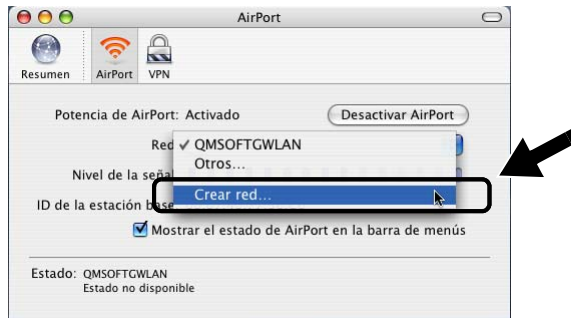 AirPort
Resumen AirPort VPN
Potencia de AirPort: Activado Desactivar AirPort
Red ✓ QMSOFTGWLAN
Otros...
Nivel de la señal
Crear red...
ID de la estación base
Mostrar el estado de AirPort en la barra de menús
Estado: QMSOFTGWLAN
Estado no disponible